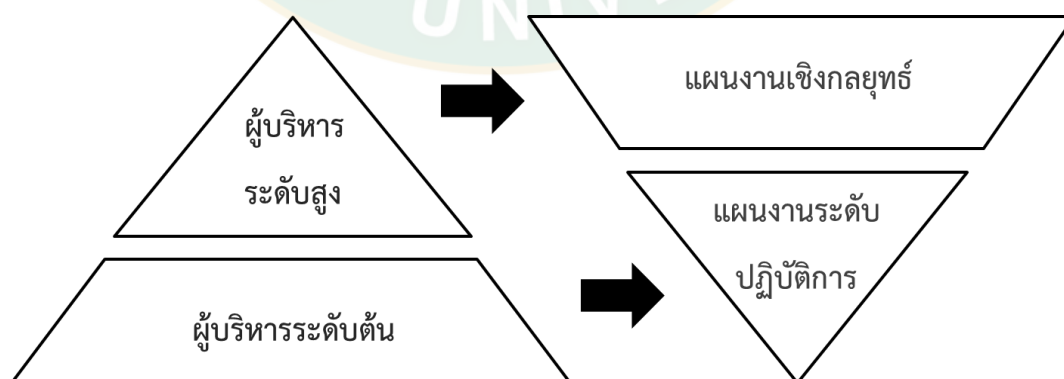 UNIV
ผู้บริหาร
ระดับสูง
แผนงานเชิงกลยุทธ์
แผนงานระดับ
ปฏิบัติการ
ผู้บริหารระดับต้น